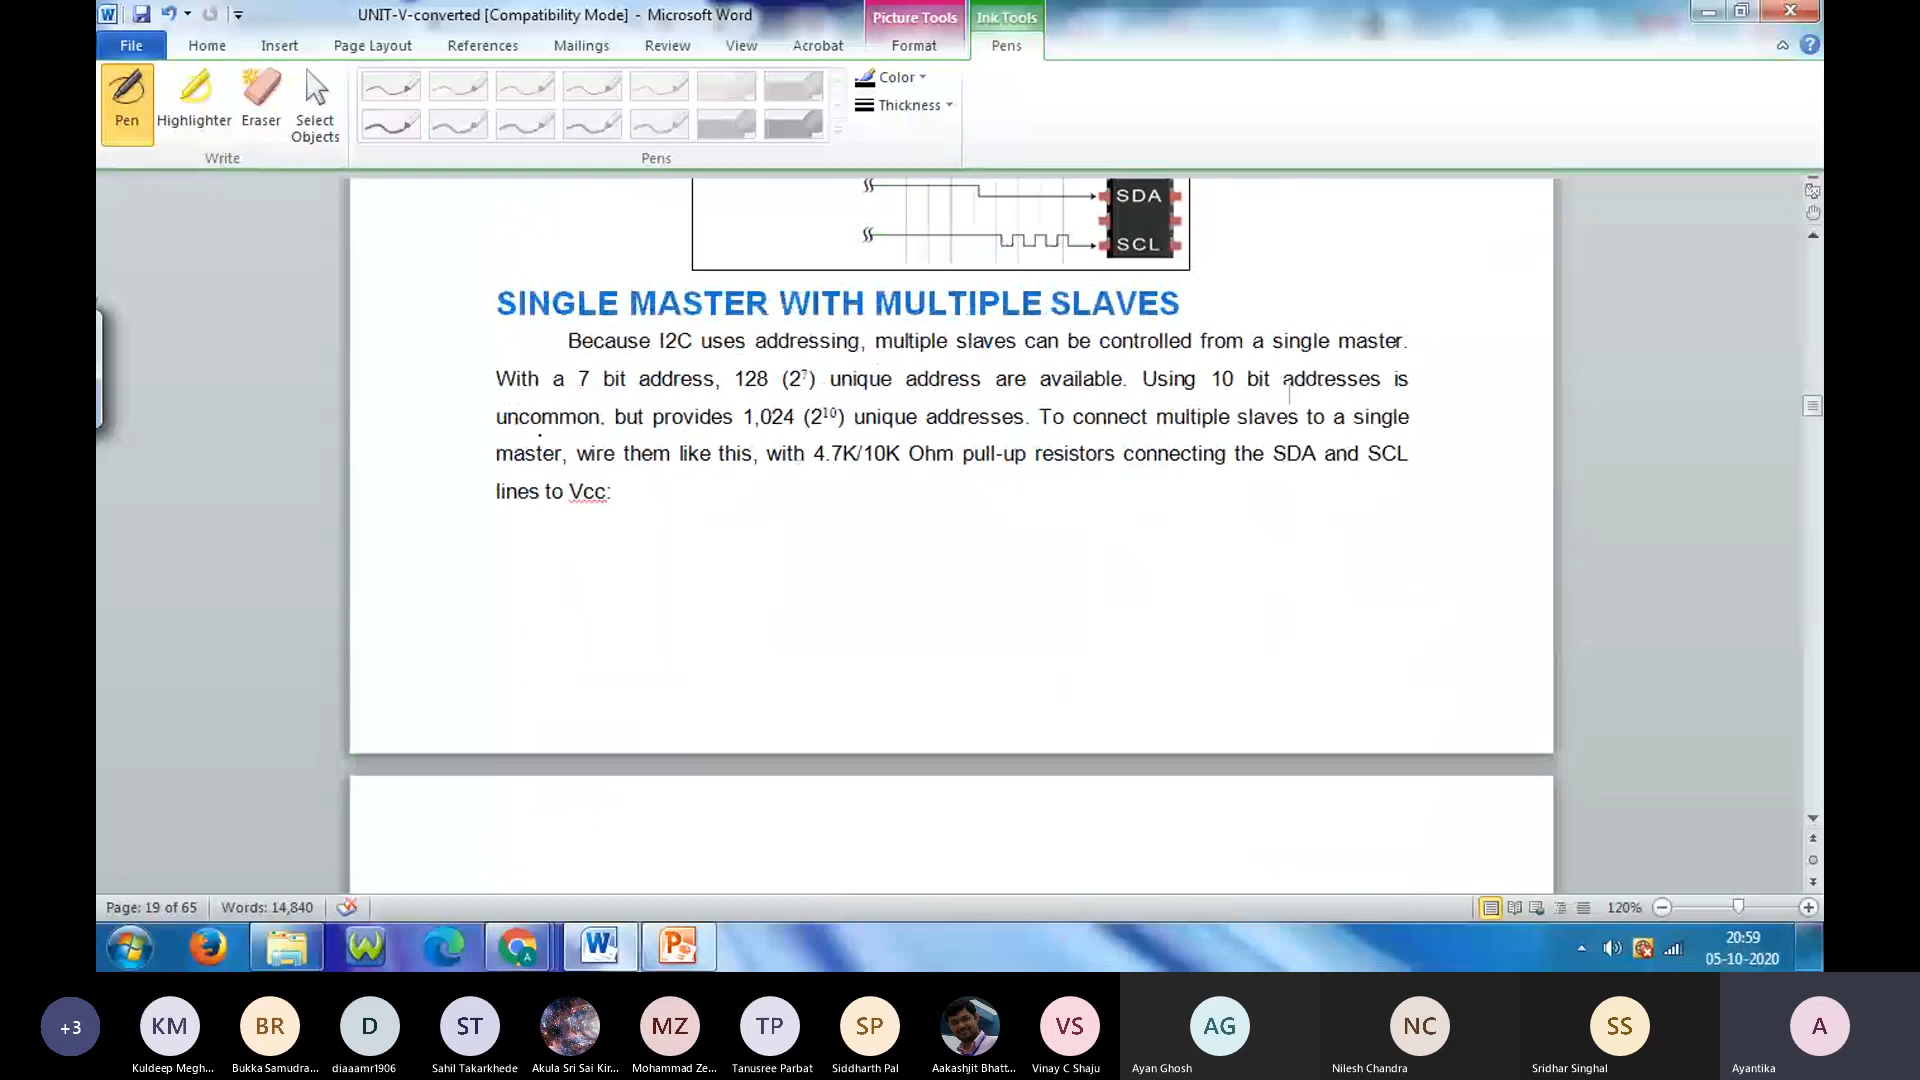 UNIT-V-converted [Compatibility Mode] - Microsoft Word
Picture Tools
Ink Tools
File
Home
Insert
Page Layout
References
Mailings
Review
View
Acrobat
Format
Pens
Pen
Highlighter
Eraser
Select
Objects
Color
Thickness
Write
Pens
SDA
SCL
SINGLE MASTER WITH MULTIPLE SLAVES
Because I2C uses addressing, multiple slaves can be controlled from a single master.
With a 7 bit address, 128 (2⁷) unique address are available. Using 10 bit addresses is
uncommon, but provides 1,024 (2¹⁰) unique addresses. To connect multiple slaves to a single
master, wire them like this, with 4.7K/10K Ohm pull-up resistors connecting the SDA and SCL
lines to Vcc:
Page: 19 of 65
Words: 14,840
120%
20:59
05-10-2020
+3
KM
BR
D
ST
MZ
TP
SP
VS
AG
NC
SS
A
Kuldeep Megh...
Bukka Samudra...
diaaamr1906
Sahil Takarkhede
Akula Sri Sai Kir...
Mohammad Ze...
Tanusree Parbat
Siddharth Pal
Aakashjit Bhatt...
Vinay C Shaju
Ayan Ghosh
Nilesh Chandra
Sridhar Singhal
Ayantika